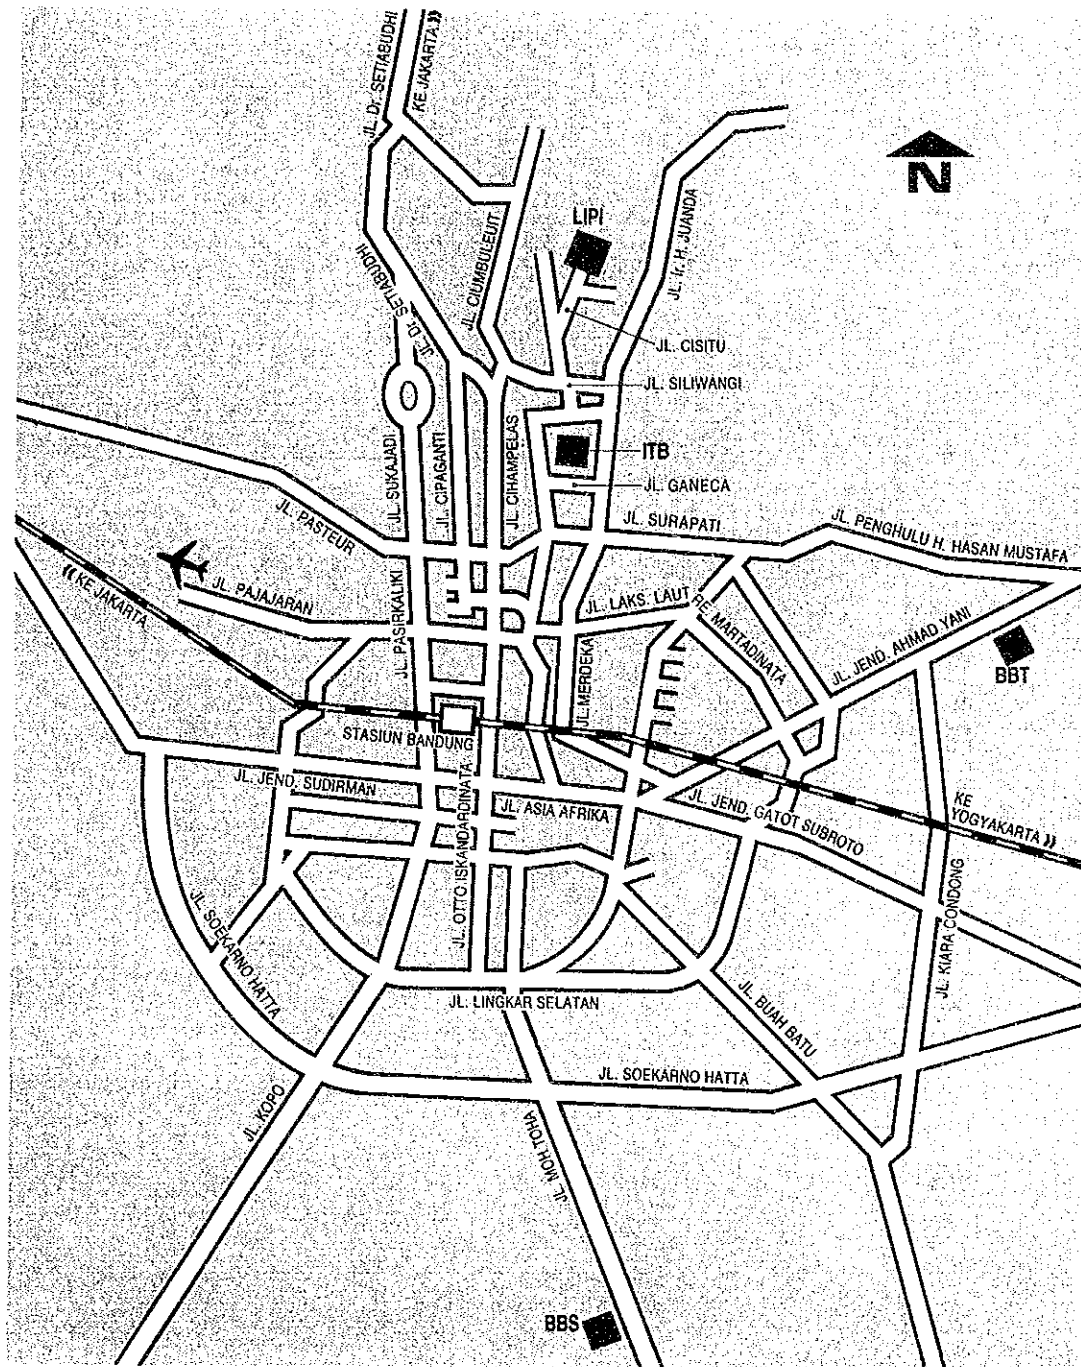 JL. Dr. SETIABUDHI
KE JAKARTA »
N
LIPI
JL. Ir. H. JUANDA
JL. CIUMBULEUIT
JL. Dr. SETIABUDHI
JL. CISITU
JL. SILIWANGI
ITB
JL. GANECA
JL. SUKAJADI
JL. CIPAGANTI
JL. CIHAMPELAS
JL. PASTEUR
JL. SURAPATI
JL. PENGHULU H. HASAN MUSTAFA
« KE JAKARTA
JL. PAJAJARAN
JL. PASIRKALIKI
JL. LAKS. LAUT RE. MARTADINATA
JL. MERDEKA
JL. JEND. AHMAD YANI
BBT
STASIUN BANDUNG
JL. JEND. SUDIRMAN
JL. ASIA AFRIKA
JL. JEND. GATOT SUBROTO
KE
YOGYAKARTA »
JL. OTTO ISKANDARDINATA
JL. SOEKARNO HATTA
JL. KIARA CONDONG
JL. LINGKAR SELATAN
JL. BUAH BATU
JL. SOEKARNO HATTA
JL. KOPO
JL. MOH. TOHA
BBS